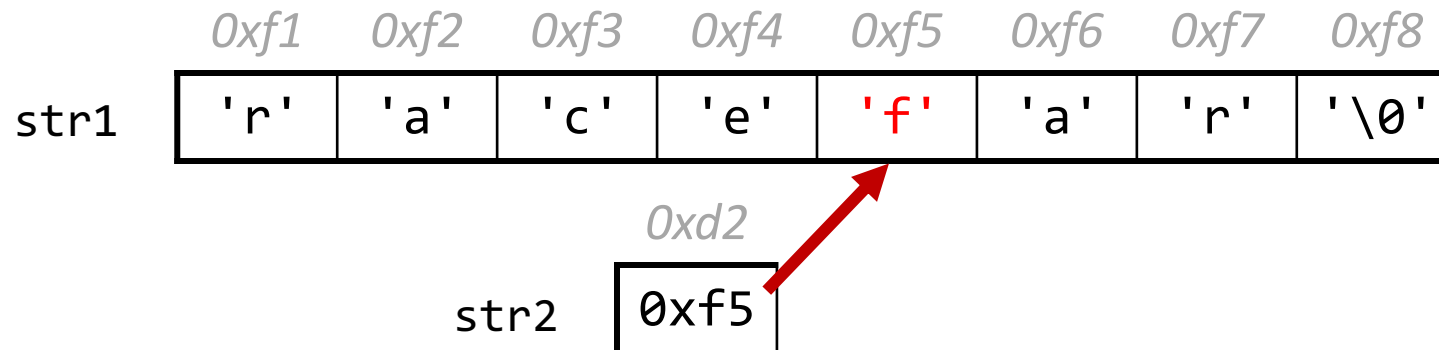 0xf1 0xf2 0xf3 0xf4 0xf5 0xf6 0xf7 0xf8
str1 'r' 'a' 'c' 'e' 'f' 'a' 'r' '\0'
0xd2
str2 0xf5